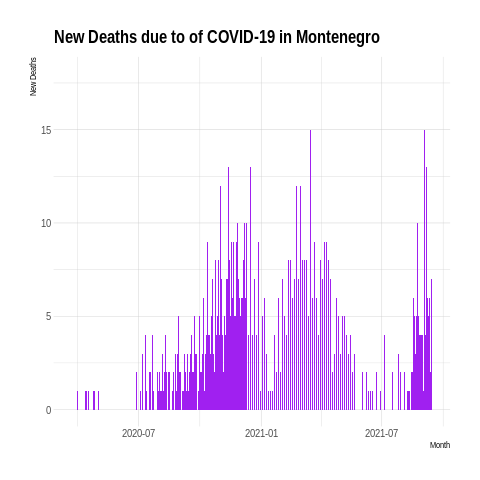 New Deaths due to of COVID-19 in Montenegro
New Deaths
15
10
5
0
2020-07
2021-01
2021-07
Month